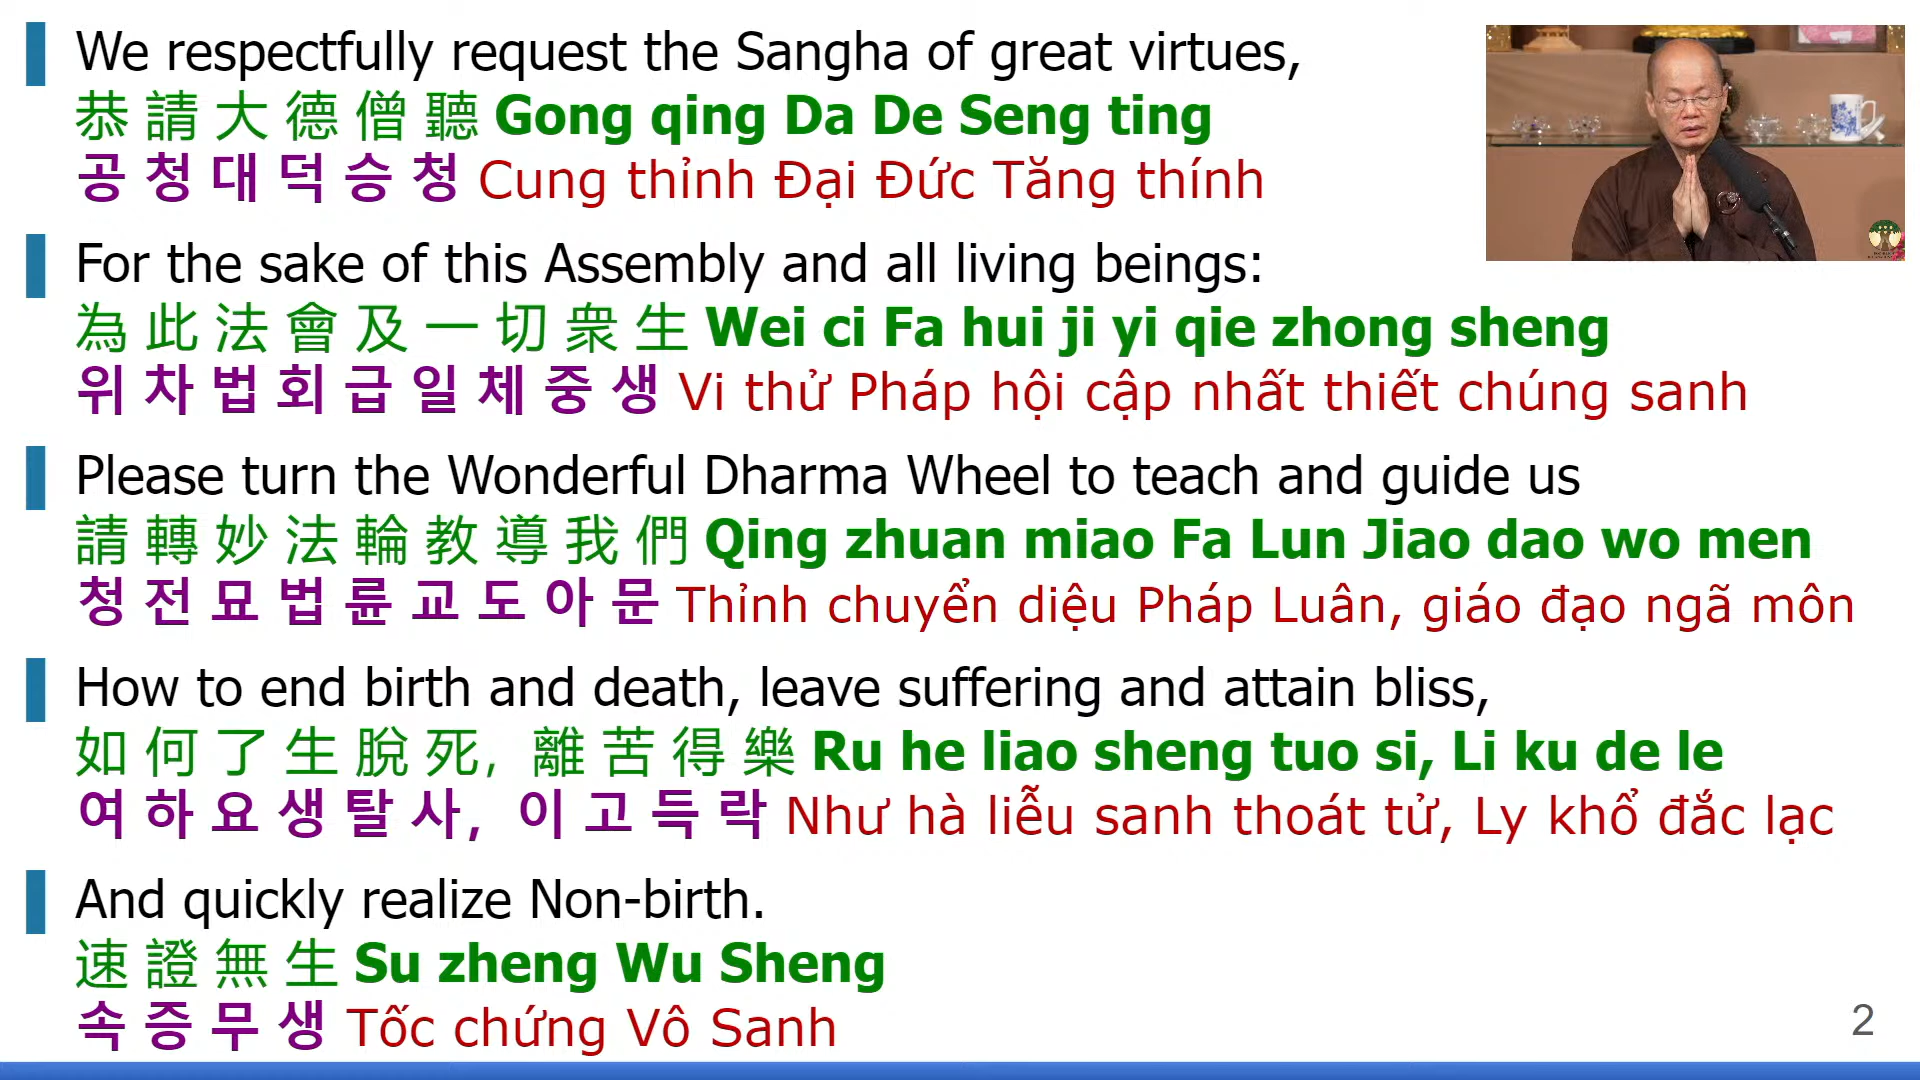 We respectfully request the Sangha of great virtues,
恭 請 大 德 僧 聽 Gong qing Da De Seng ting
공 청 대 덕 승 청 Cung thỉnh Đại Đức Tăng thính
For the sake of this Assembly and all living beings:
為 此 法 會 及 一 切 衆 生 Wei ci Fa hui ji yi qie zhong sheng
위 차 법 회 급 일 체 중 생 Vi thử Pháp hội cập nhất thiết chúng sanh
Please turn the Wonderful Dharma Wheel to teach and guide us
請 轉 妙 法 輪 教 導 我 們 Qing zhuan miao Fa Lun Jiao dao wo men
청 전 묘 법 륜 교 도 아 문 Thỉnh chuyển diệu Pháp Luân, giáo đạo ngã môn
How to end birth and death, leave suffering and attain bliss,
如 何 了 生 脫 死, 離 苦 得 樂 Ru he liao sheng tuo si, Li ku de le
여 하 요 생 탈 사, 이 고 득 락 Như hà liễu sanh thoát tử, Ly khổ đắc lạc
And quickly realize Non-birth.
速 證 無 生 Su zheng Wu Sheng
속 증 무 생 Tốc chứng Vô Sanh
2